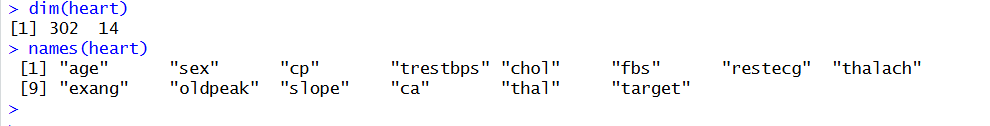 > dim(heart)
[1] 302  14
> names(heart)
 [1] "age"      "sex"      "cp"       "trestbps" "chol"     "fbs"      "restecg"  "thalach"
 [9] "exang"    "oldpeak"  "slope"    "ca"       "thal"     "target"
>